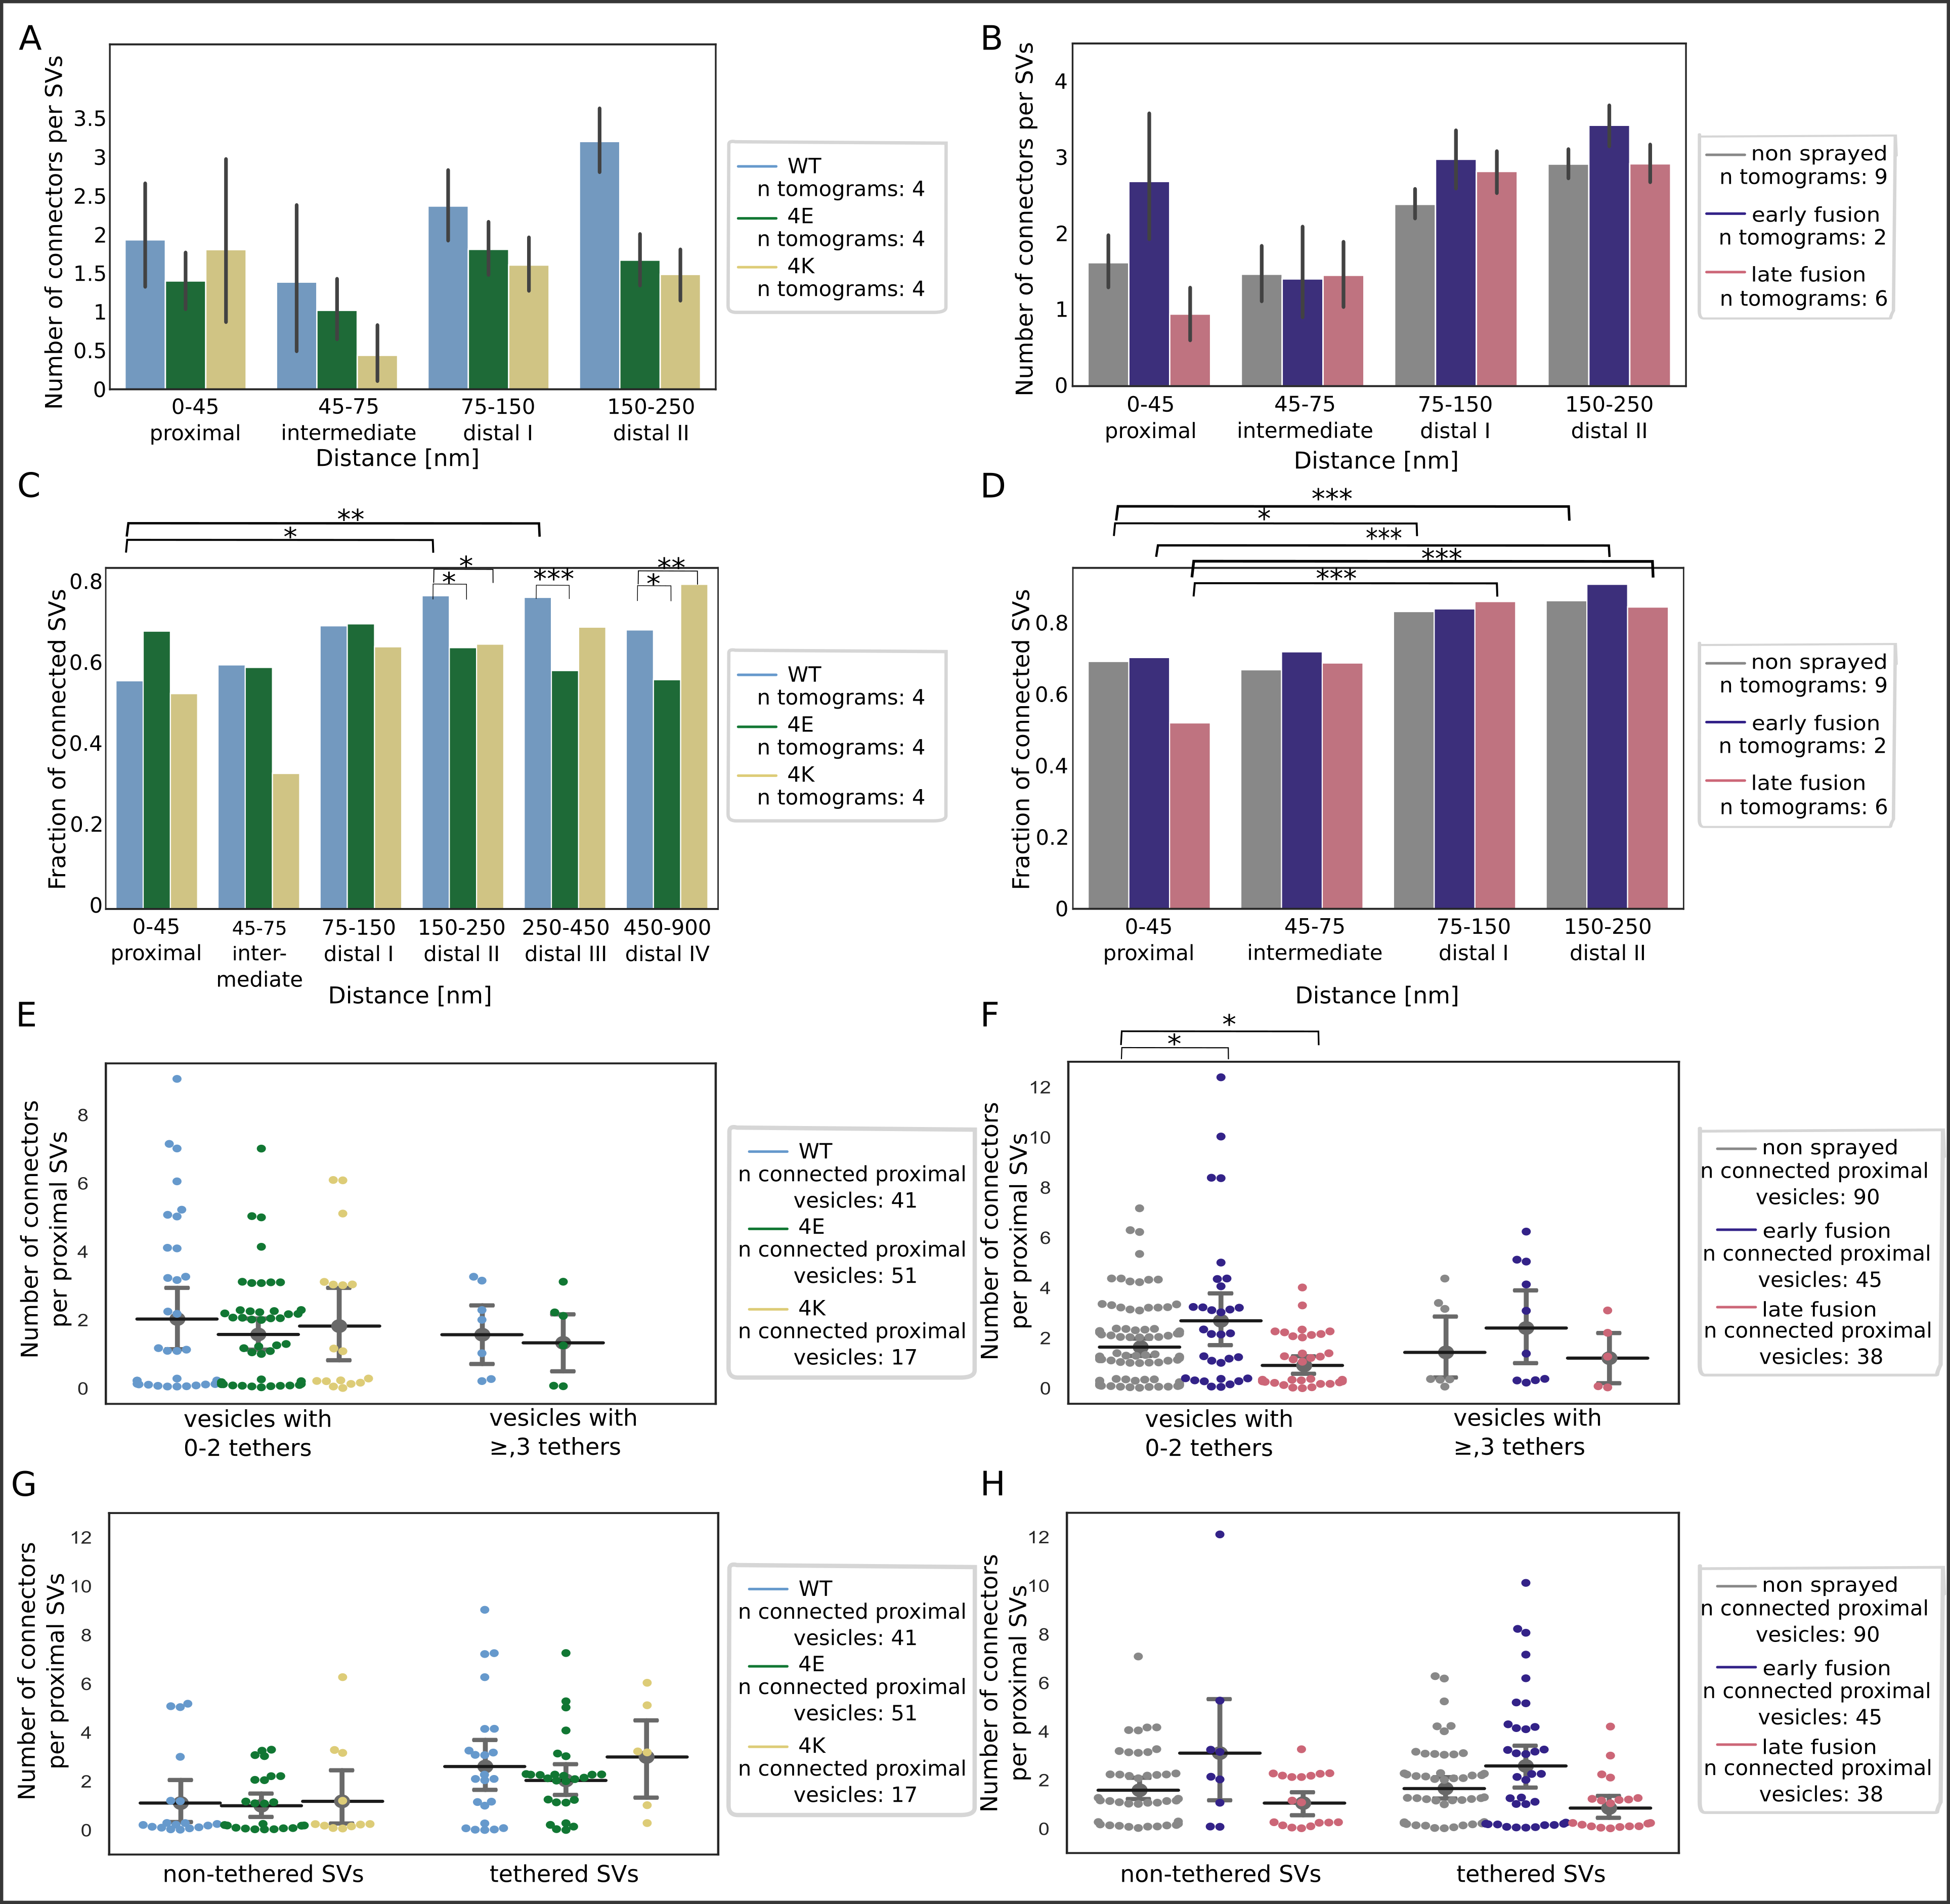 A
Number of connectors per SVs
3.5
3
2.5
2
1.5
1
0.5
0
0-45
45-75
75-150
150-250
proximal
intermediate
distal I
distal II
Distance [nm]
WT
n tomograms: 4
4E
n tomograms: 4
4K
n tomograms: 4
B
Number of connectors per SVs
4
3
2
1
0
0-45
45-75
75-150
150-250
proximal
intermediate
distal I
distal II
Distance [nm]
non sprayed
n tomograms: 9
early fusion
n tomograms: 2
late fusion
n tomograms: 6
C
**
*
*
*
***
**
*
Fraction of connected SVs
0.8
0.6
0.4
0.2
0
0-45
45-75
75-150
150-250
250-450
450-900
proximal
inter-
mediate
distal I
distal II
distal III
distal IV
Distance [nm]
WT
n tomograms: 4
4E
n tomograms: 4
4K
n tomograms: 4
D
***
*
***
***
***
Fraction of connected SVs
0.8
0.6
0.4
0.2
0
0-45
45-75
75-150
150-250
proximal
intermediate
distal I
distal II
Distance [nm]
non sprayed
n tomograms: 9
early fusion
n tomograms: 2
late fusion
n tomograms: 6
E
Number of connectors
per proximal SVs
8
6
4
2
0
vesicles with
0-2 tethers
vesicles with
≥,3 tethers
WT
n connected proximal
vesicles: 41
4E
n connected proximal
vesicles: 51
4K
n connected proximal
vesicles: 17
F
*
*
Number of connectors
per proximal SVs
12
10
8
6
4
2
0
vesicles with
0-2 tethers
vesicles with
≥,3 tethers
non sprayed
n connected proximal
vesicles: 90
early fusion
n connected proximal
vesicles: 45
late fusion
n connected proximal
vesicles: 38
G
Number of connectors
per proximal SVs
12
10
8
6
4
2
0
non-tethered SVs
tethered SVs
WT
n connected proximal
vesicles: 41
4E
n connected proximal
vesicles: 51
4K
n connected proximal
vesicles: 17
H
Number of connectors
per proximal SVs
12
10
8
6
4
2
0
non-tethered SVs
tethered SVs
non sprayed
n connected proximal
vesicles: 90
early fusion
n connected proximal
vesicles: 45
late fusion
n connected proximal
vesicles: 38